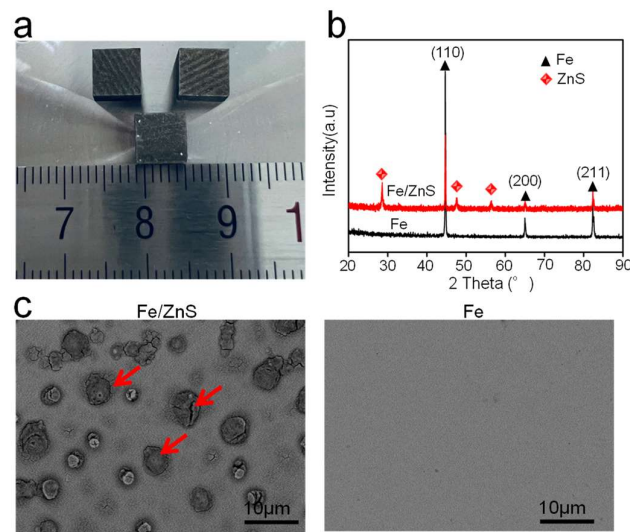 a
7 8 9 1
b
Intensity(a.u)
(110)
Fe
ZnS
(200)
(211)
Fe/ZnS
Fe
20 30 40 50 60 70 80 90
2 Theta (°)
c
Fe/ZnS
10μm
Fe
10μm